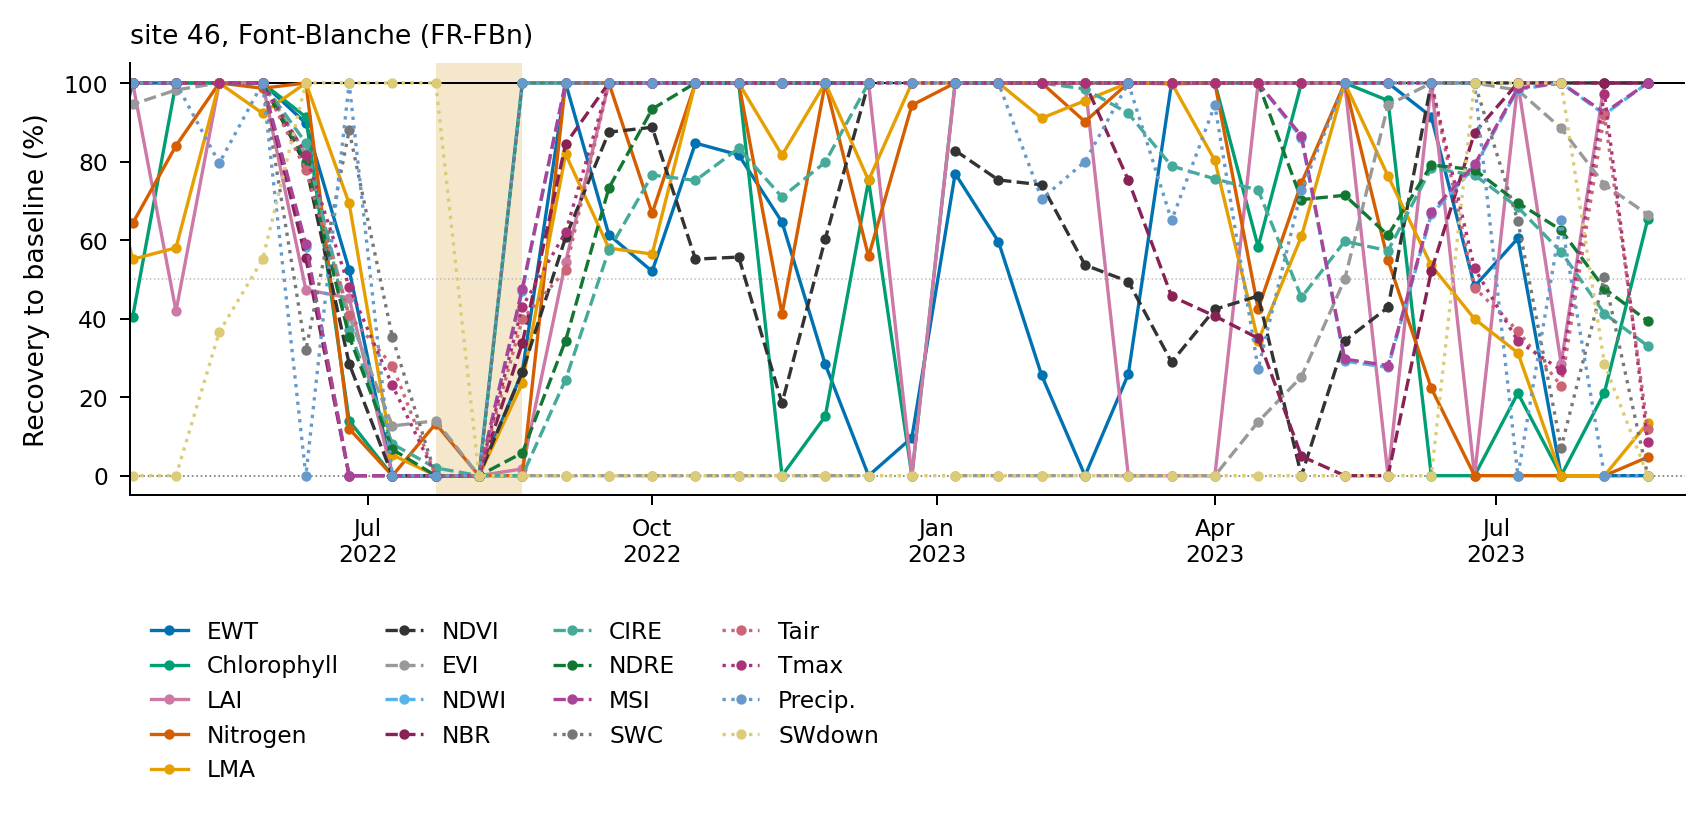 site 46, Font-Blanche (FR-FBn)
Recovery to baseline (%)
100
80
60
40
20
0
Jul
2022
Oct
2022
Jan
2023
Apr
2023
Jul
2023
EWT
Chlorophyll
LAI
Nitrogen
LMA
NDVI
EVI
NDWI
NBR
CIRE
NDRE
MSI
SWC
Tair
Tmax
Precip.
SWdown